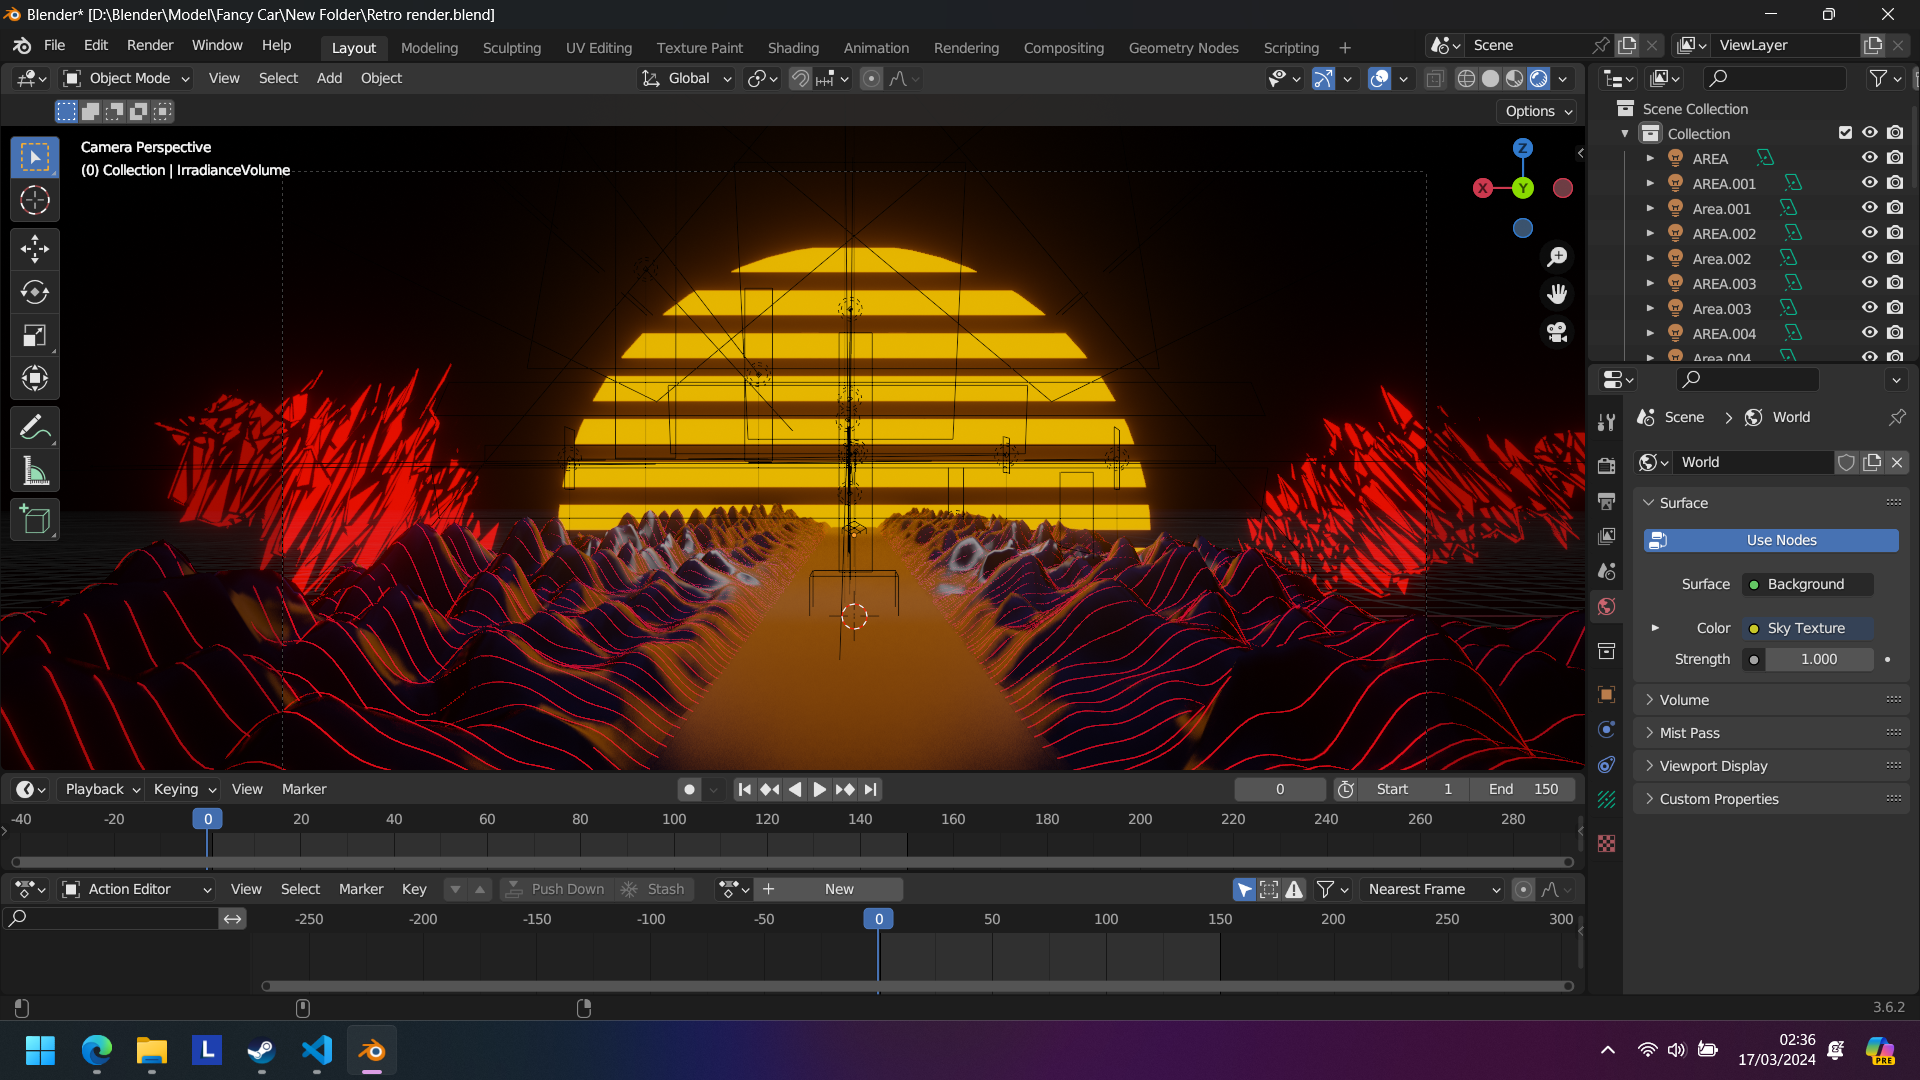 Blender* [D:\Blender\Model\Fancy Car\New Folder\Retro render.blend]
File Edit Render Window Help Layout Modeling Sculpting UV Editing Texture Paint Shading Animation Rendering Compositing Geometry Nodes Scripting + Scene ViewLayer
Object Mode View Select Add Object Global
Options
Camera Perspective
(0) Collection | IrradianceVolume
Z
X Y
Scene Collection
Collection
AREA
AREA.001
Area.001
AREA.002
Area.002
AREA.003
Area.003
AREA.004
Area.004
Scene > World
World
Surface
Use Nodes
Surface Background
Color Sky Texture
Strength 1.000
Volume
Mist Pass
Viewport Display
Custom Properties
Playback Keying View Marker 0 Start 1 End 150
-40 -20 0 20 40 60 80 100 120 140 160 180 200 220 240 260 280
Action Editor View Select Marker Key Push Down Stash + New Nearest Frame
-250 -200 -150 -100 -50 0 50 100 150 200 250 300
3.6.2
L
02:36
17/03/2024
PRE